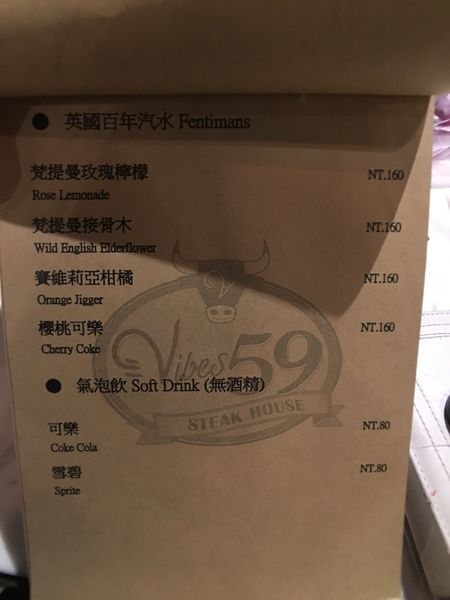 ● 英國百年汽水 Fentimans
梵提曼玫瑰檸檬 NT.160
Rose Lemonade
梵提曼接骨木 NT.160
Wild English Elderflower
賽維莉亞柑橘 NT.160
Orange Jigger
櫻桃可樂 NT.160
Cherry Coke
Vibes 59
STEAK HOUSE
● 氣泡飲 Soft Drink (無酒精)
可樂 NT.80
Coke Cola
雪碧 NT.80
Sprite